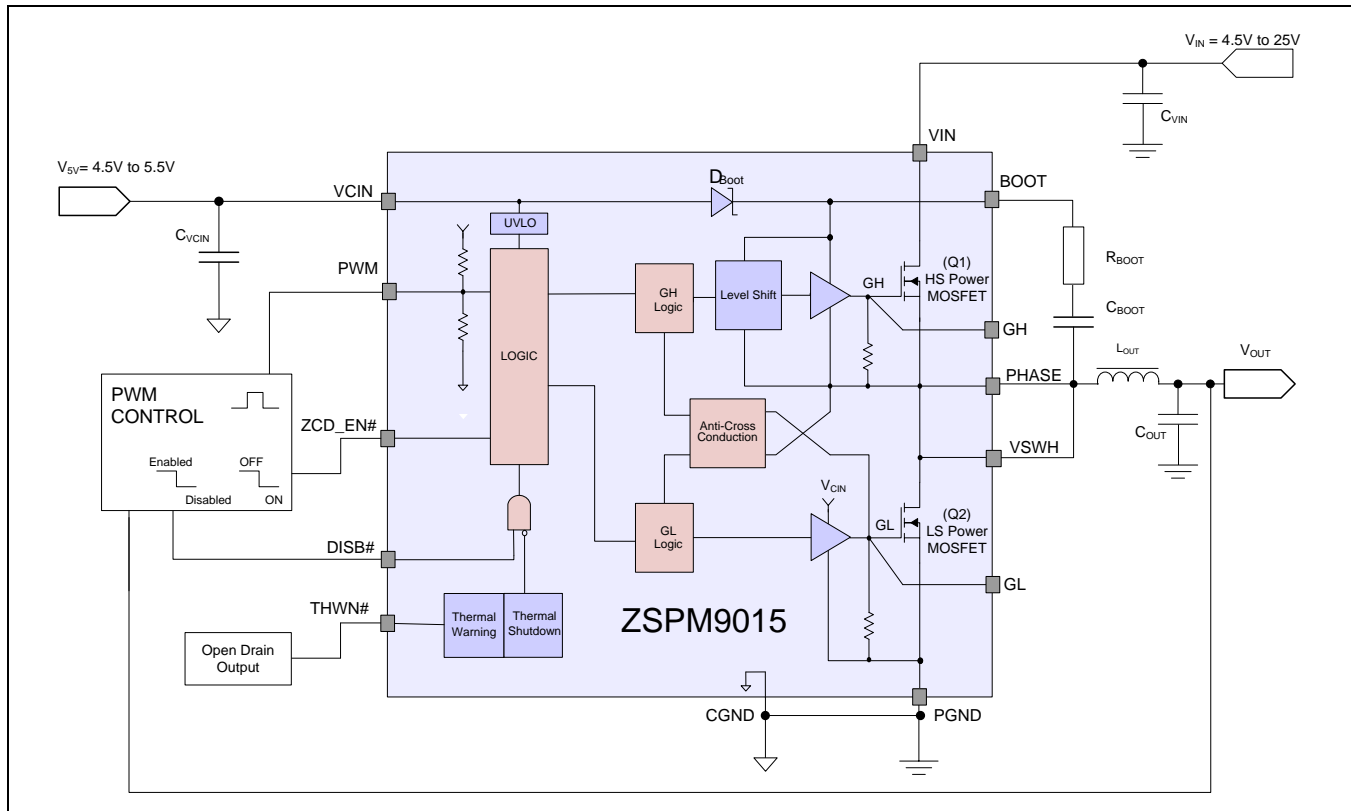 V_IN = 4.5V to 25V
C_VIN
VIN
V_5V= 4.5V to 5.5V
VCIN
D_Boot
BOOT
UVLO
C_VCIN
PWM
(Q1)
HS Power
MOSFET
R_BOOT
GH
Logic
Level Shift
GH
C_BOOT
GH
LOGIC
L_OUT
V_OUT
PHASE
PWM
CONTROL
Anti-Cross
Conduction
C_OUT
ZCD_EN#
VSWH
Enabled
Disabled
OFF
ON
V_CIN
(Q2)
LS Power
MOSFET
GL
Logic
GL
DISB#
GL
THWN#
Thermal
Warning
Thermal
Shutdown
ZSPM9015
Open Drain
Output
CGND
PGND